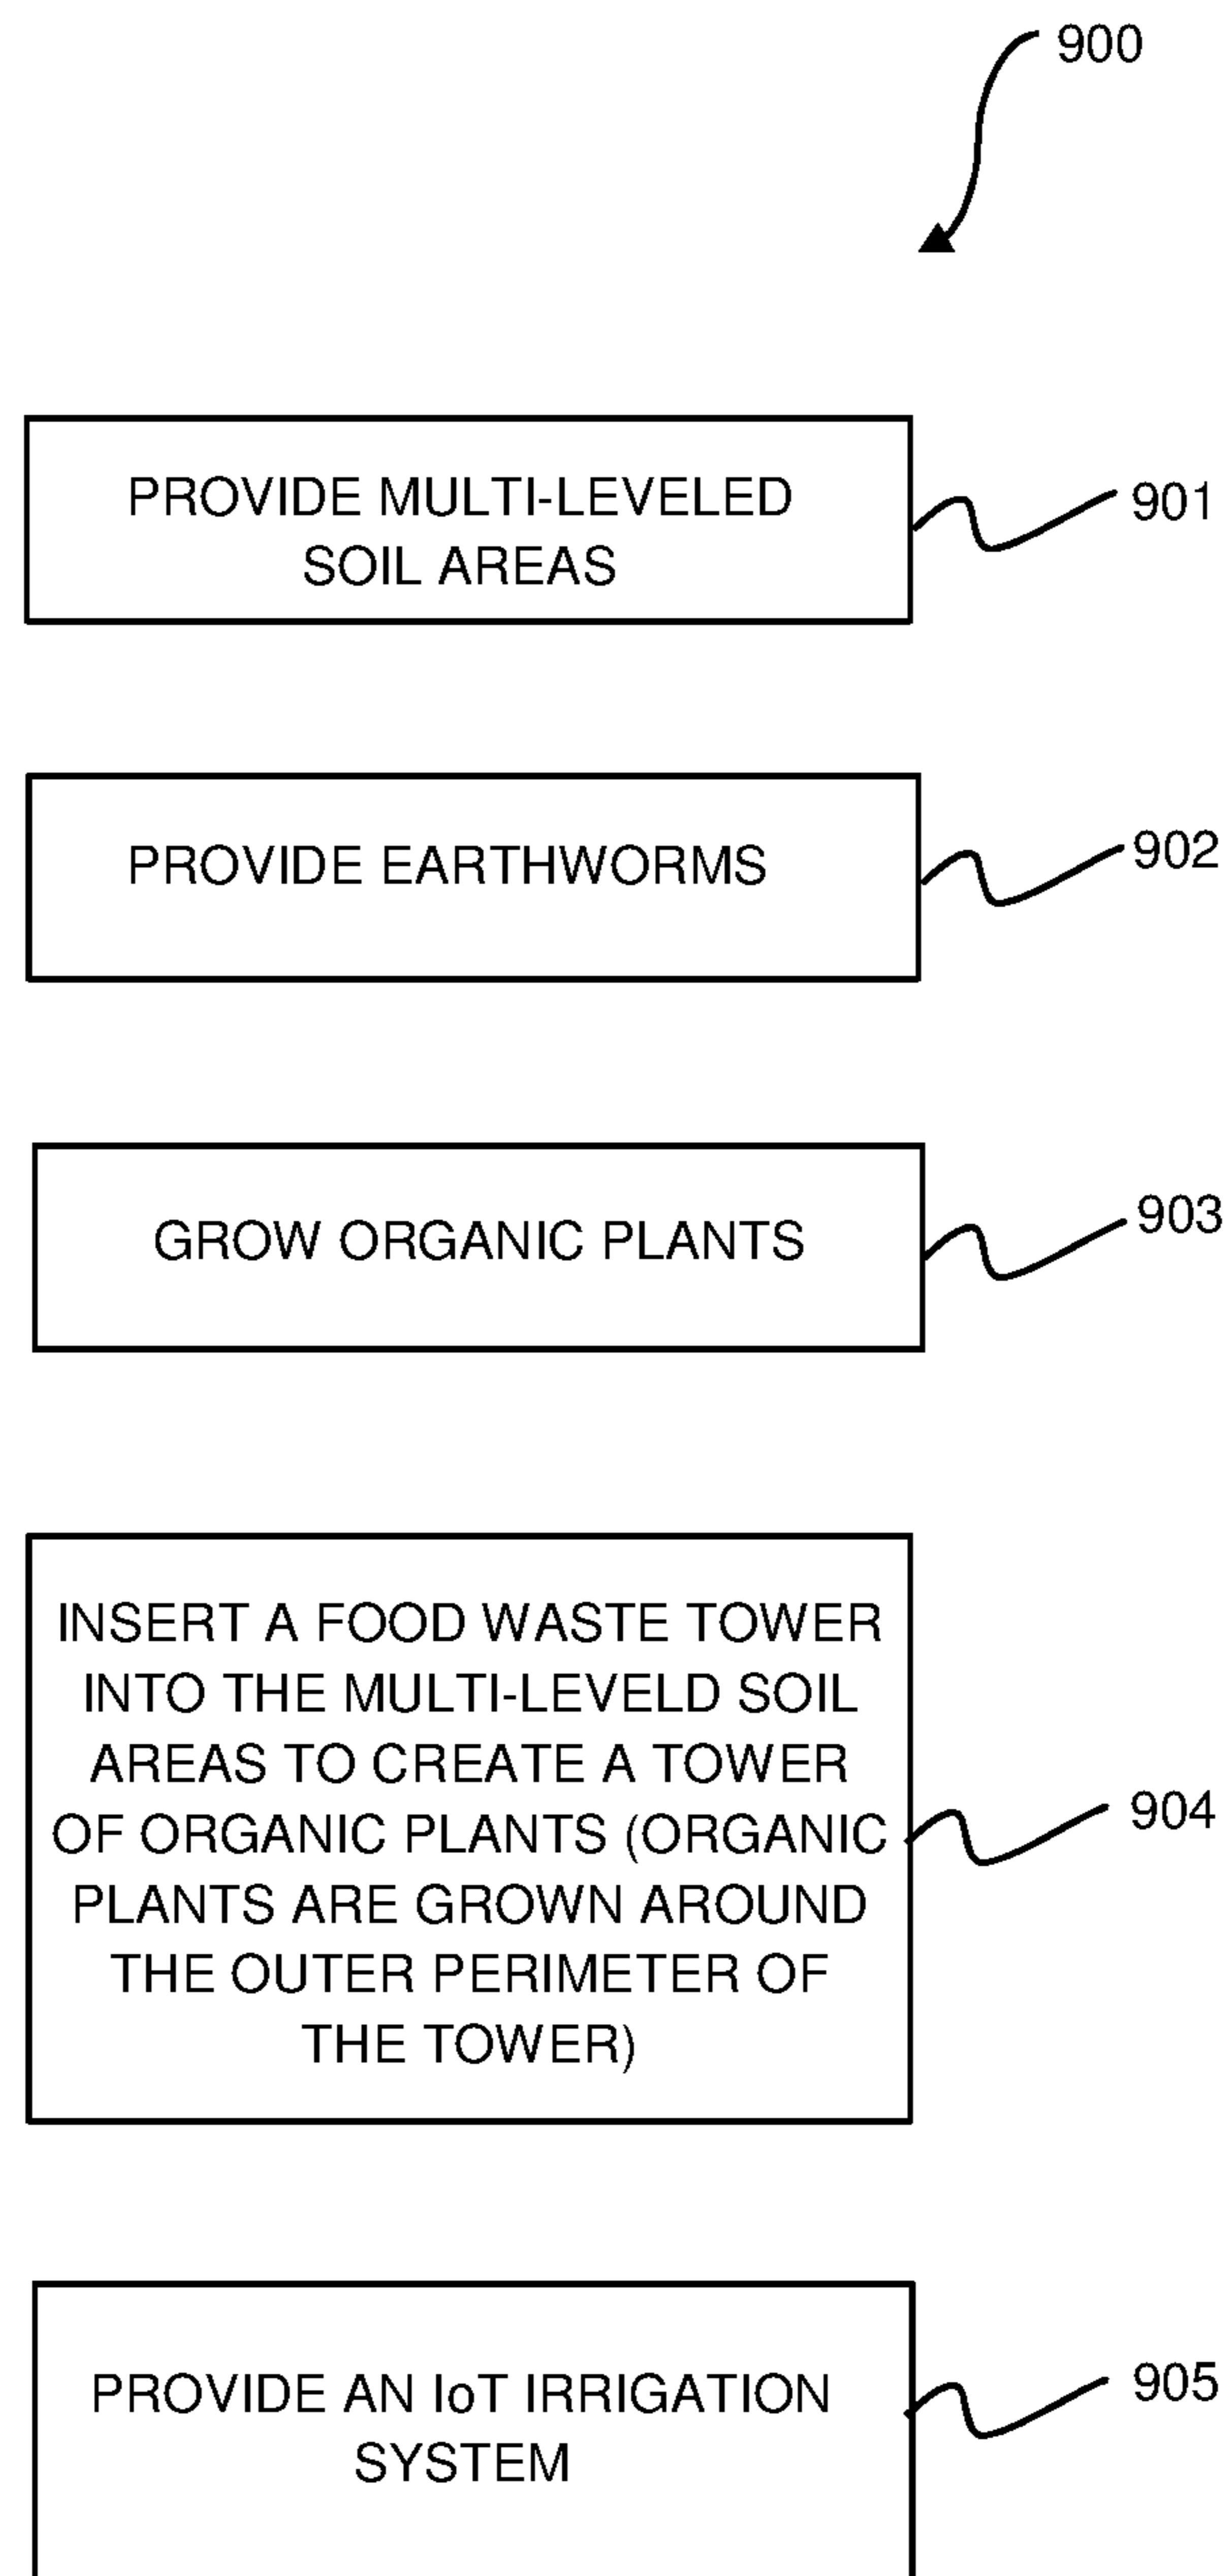 900
PROVIDE MULTI-LEVELED
SOIL AREAS
901
PROVIDE EARTHWORMS
902
GROW ORGANIC PLANTS
903
INSERT A FOOD WASTE TOWER
INTO THE MULTI-LEVELD SOIL
AREAS TO CREATE A TOWER
OF ORGANIC PLANTS (ORGANIC
PLANTS ARE GROWN AROUND
THE OUTER PERIMETER OF
THE TOWER)
904
PROVIDE AN IoT IRRIGATION
SYSTEM
905